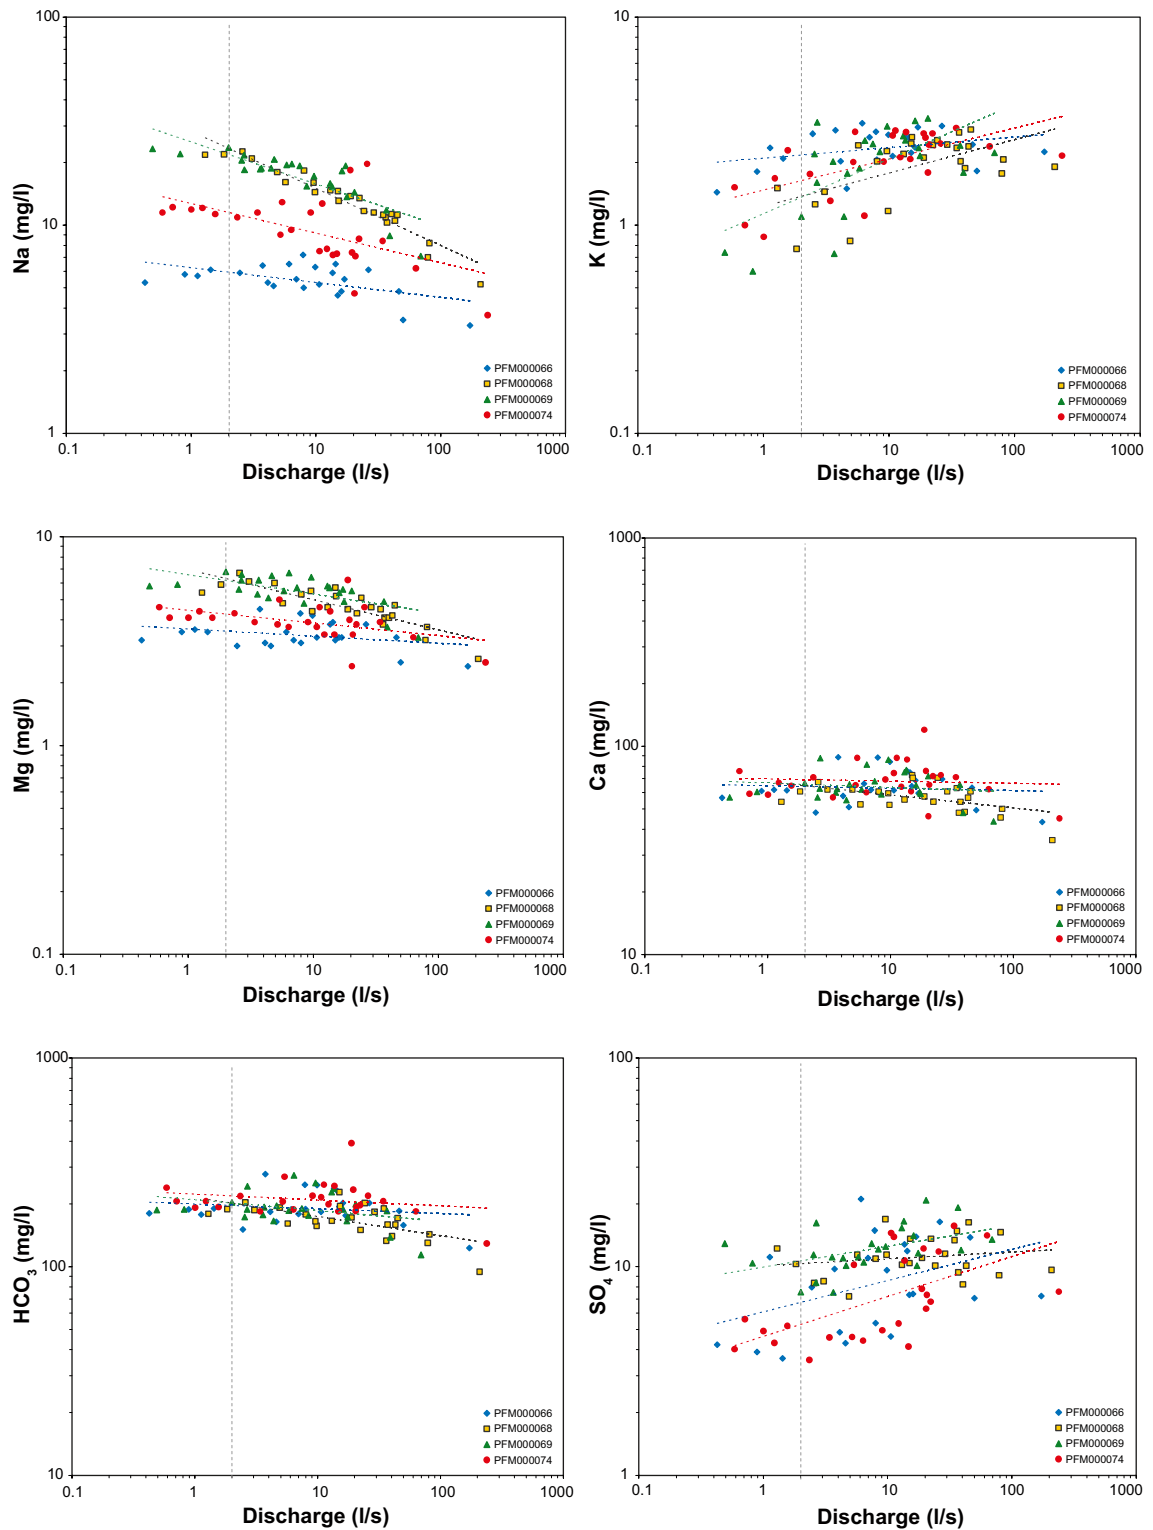 100
10
1
Na (mg/l)
0.1 1 10 100 1000
Discharge (l/s)
PFM000066
PFM000068
PFM000069
PFM000074
10
1
0.1
K (mg/l)
0.1 1 10 100 1000
Discharge (l/s)
PFM000066
PFM000068
PFM000069
PFM000074
10
1
0.1
Mg (mg/l)
0.1 1 10 100 1000
Discharge (l/s)
PFM000066
PFM000068
PFM000069
PFM000074
1000
100
10
Ca (mg/l)
0.1 1 10 100 1000
Discharge (l/s)
PFM000066
PFM000068
PFM000069
PFM000074
1000
100
10
HCO3 (mg/l)
0.1 1 10 100 1000
Discharge (l/s)
PFM000066
PFM000068
PFM000069
PFM000074
100
10
1
SO4 (mg/l)
0.1 1 10 100 1000
Discharge (l/s)
PFM000066
PFM000068
PFM000069
PFM000074